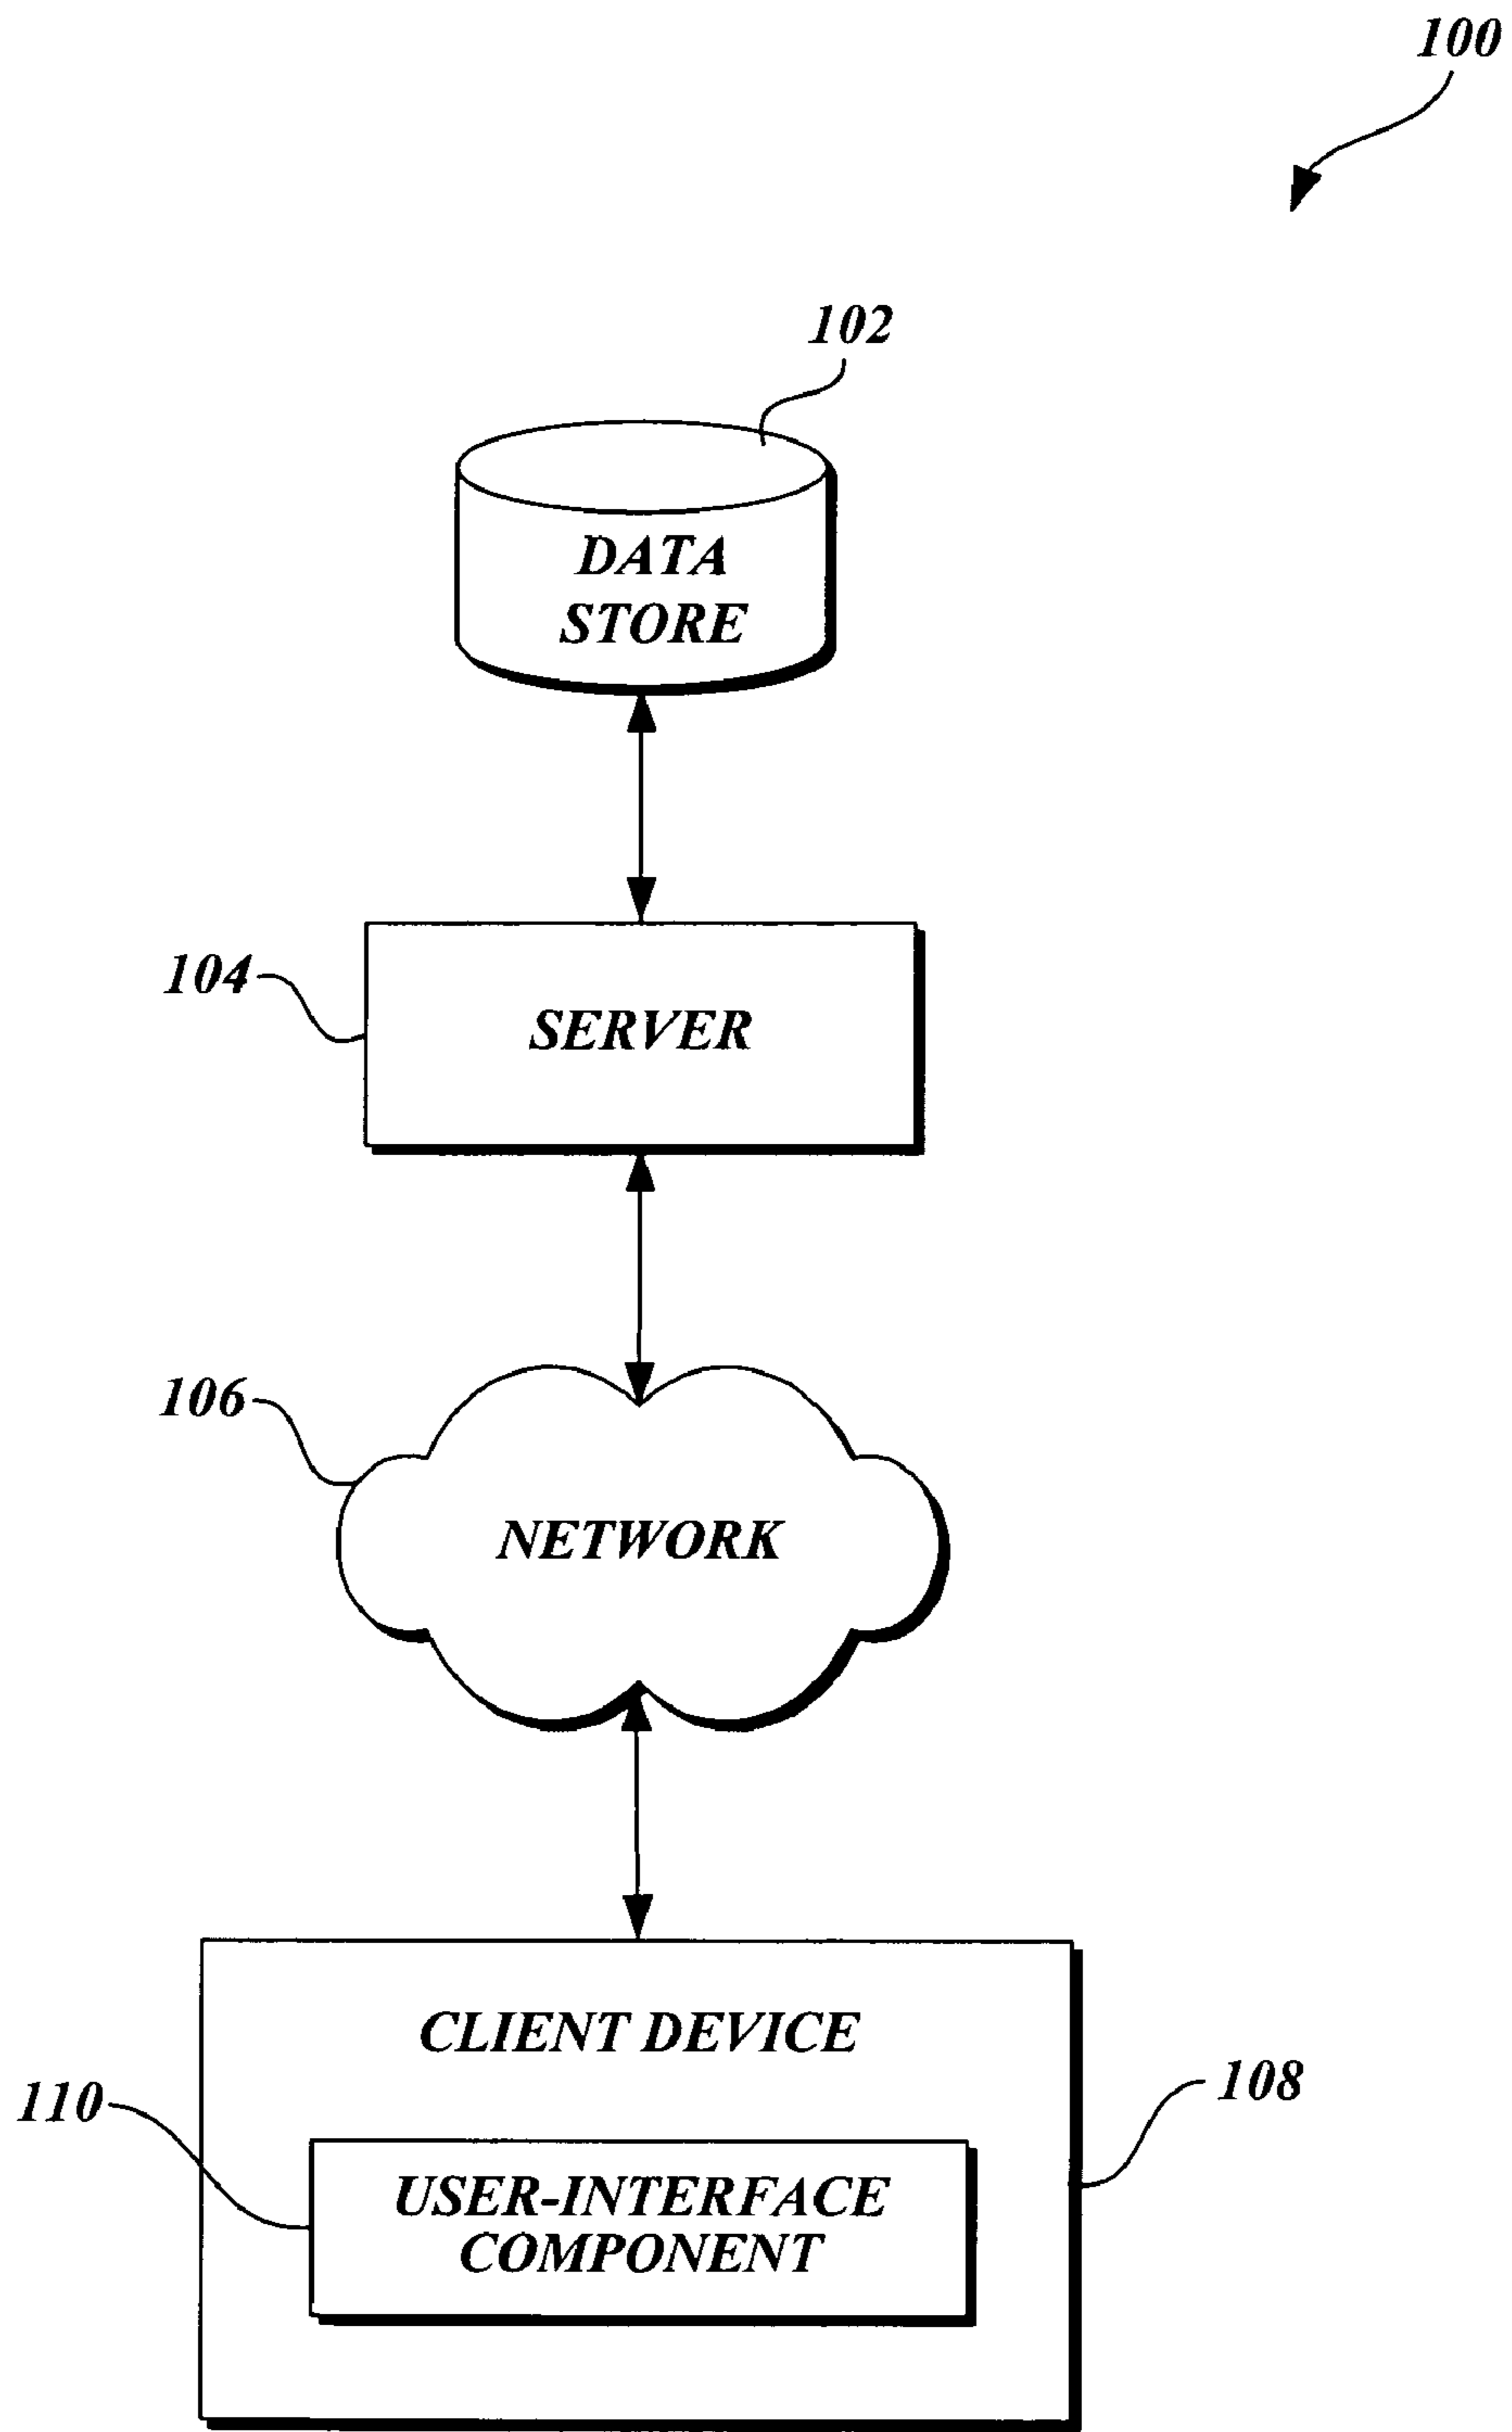 100
102
DATA
STORE
104
SERVER
106
NETWORK
CLIENT DEVICE
108
110
USER-INTERFACE
COMPONENT